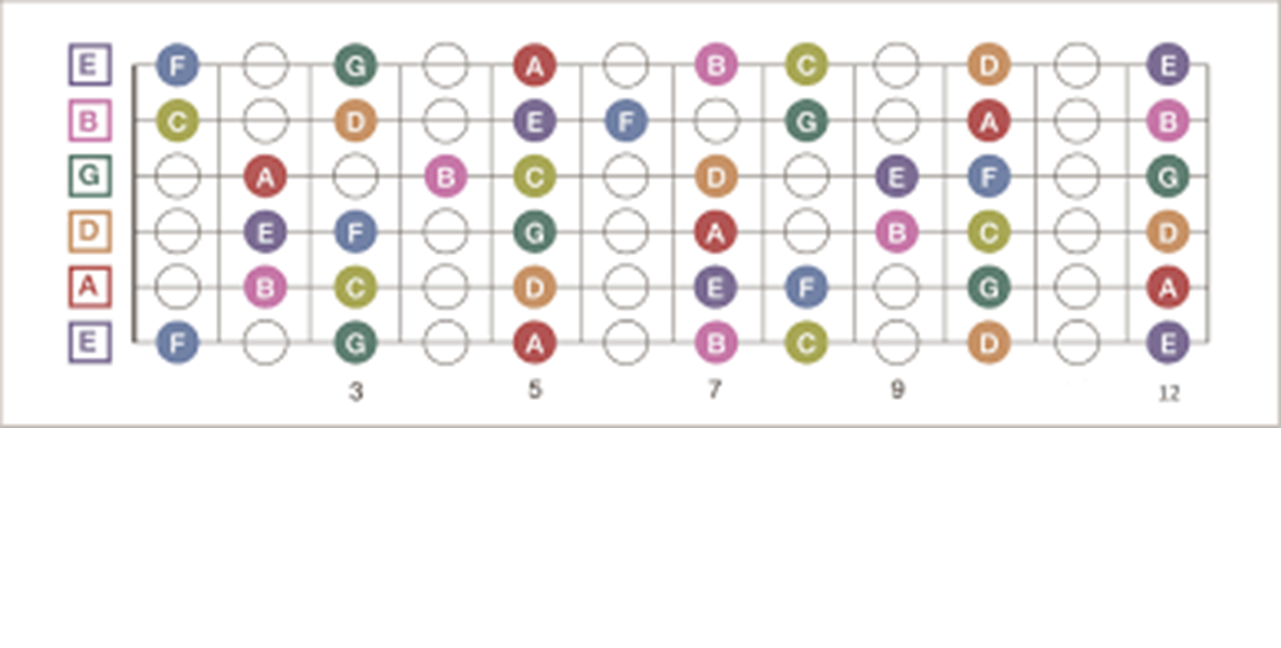 E F G A B C D E
B C D E F G A B
G A B C D E F G
D E F G A B C D
A B C D E F G A
E F G A B C D E
3 5 7 9 12